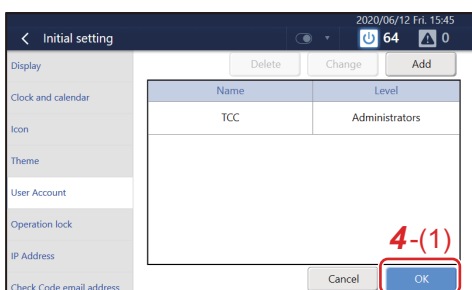 2020/06/12 Fri. 15:45
Initial setting
64
0
Display
Delete
Change
Add
Clock and calendar
Name
Level
TCC
Administrators
Icon
Theme
User Account
Operation lock
4-(1)
IP Address
Cancel
OK
Check Code email address